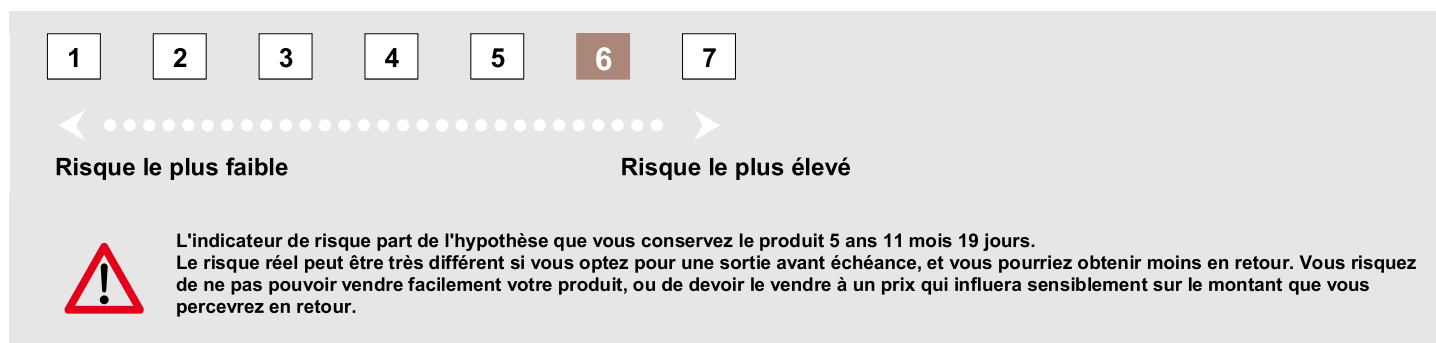 1 2 3 4 5 6 7
Risque le plus faible Risque le plus élevé
L'indicateur de risque part de l'hypothèse que vous conservez le produit 5 ans 11 mois 19 jours.
Le risque réel peut être très différent si vous optez pour une sortie avant échéance, et vous pourriez obtenir moins en retour. Vous risquez
de ne pas pouvoir vendre facilement votre produit, ou de devoir le vendre à un prix qui influera sensiblement sur le montant que vous
percevrez en retour.